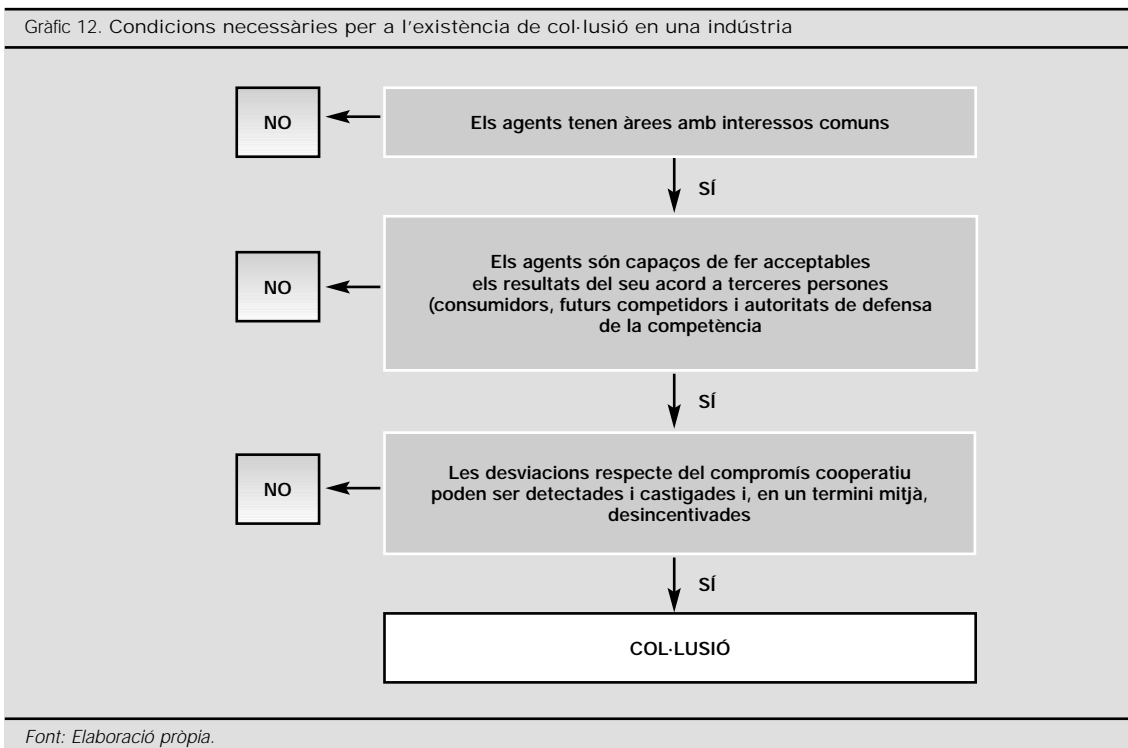 Gràfic 12. Condicions necessàries per a l'existència de col·lusió en una indústria
NO
Els agents tenen àrees amb interessos comuns
SÍ
NO
Els agents són capaços de fer acceptables
els resultats del seu acord a terceres persones
(consumidors, futurs competidors i autoritats de defensa
de la competència
SÍ
NO
Les desviacions respecte del compromís cooperatiu
poden ser detectades i castigades i, en un termini mitjà,
desincentivades
SÍ
COL·LUSIÓ
Font: Elaboració pròpia.